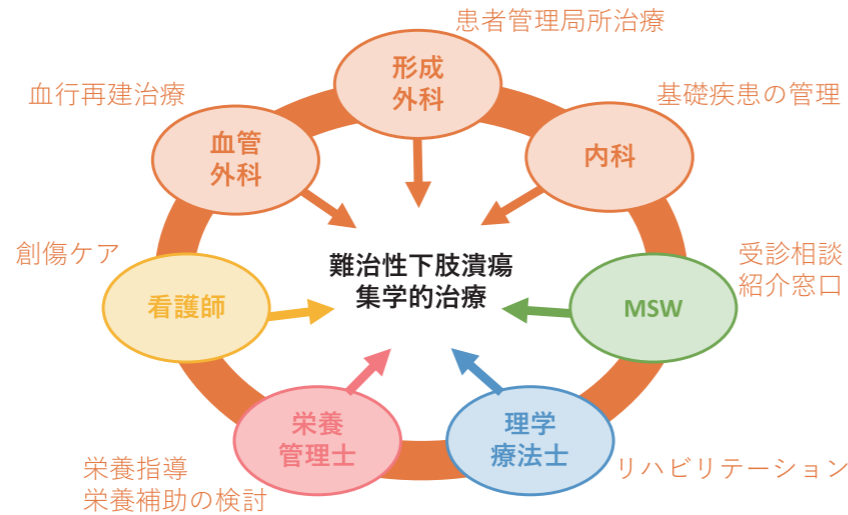 患者管理局所治療
形成
外科
血行再建治療
血管
外科
基礎疾患の管理
内科
創傷ケア
看護師
難治性下肢潰瘍
集学的治療
受診相談
紹介窓口
MSW
栄養
管理士
栄養指導
栄養補助の検討
理学
療法士
リハビリテーション